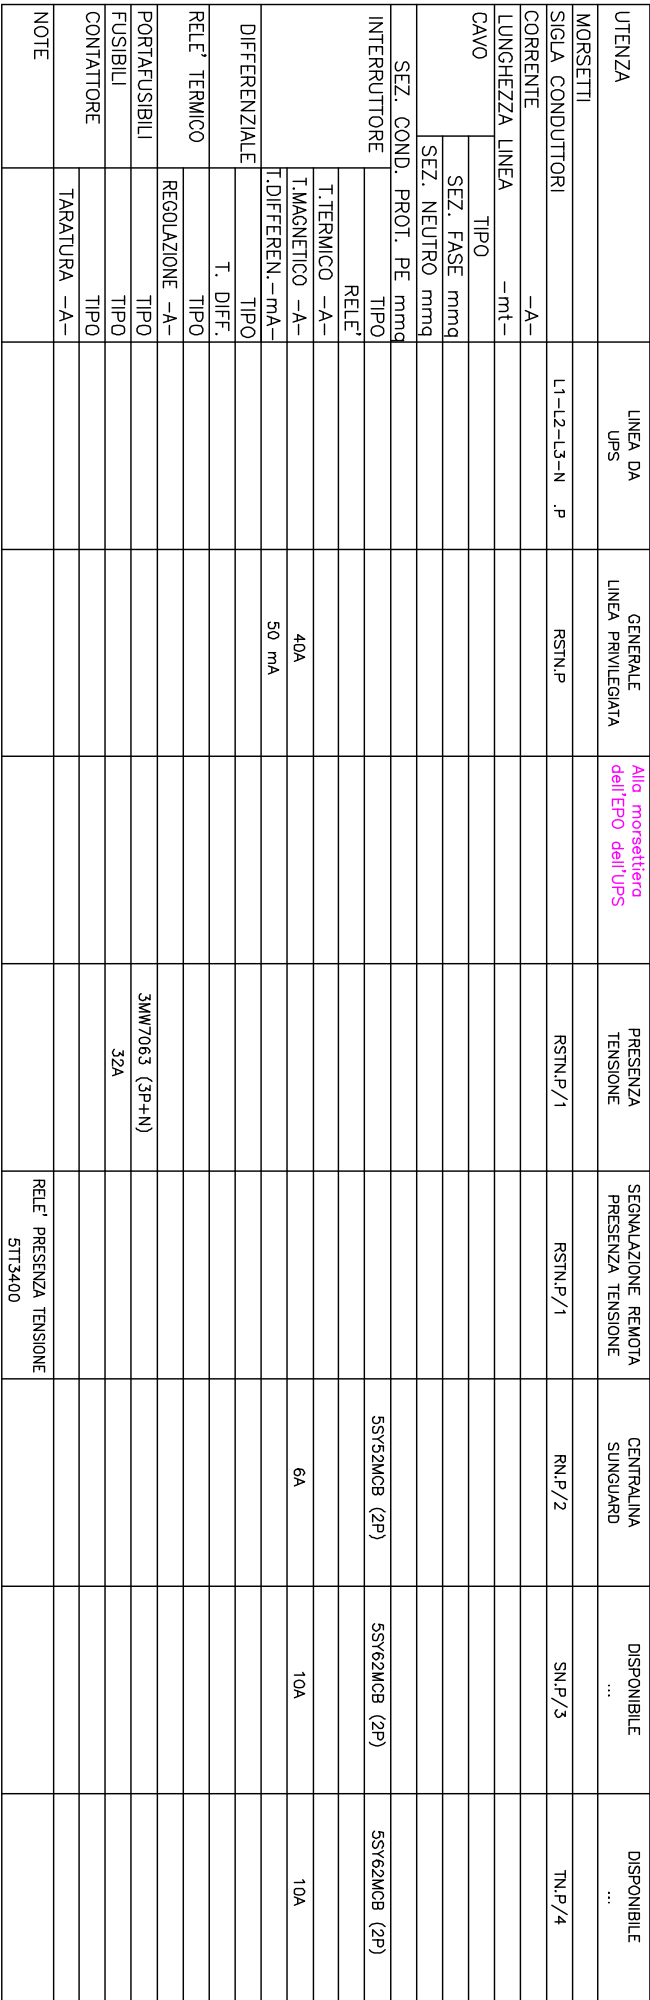 UTENZA
LINEA DA
UPS
GENERALE
LINEA PRIVILEGIATA
Alla morsettiera
dell'EPO dell'UPS
PRESENZA
TENSIONE
SEGNALAZIONE REMOTA
PRESENZA TENSIONE
CENTRALINA
SUNGUARD
DISPONIBILE
...
DISPONIBILE
...
MORSETTI
SIGLA CONDUTTORI L1-L2-L3-N .P RSTN.P RSTN.P/1 RSTN.P/1 RN.P/2 SN.P/3 TN.P/4
CORRENTE -A-
LUNGHEZZA LINEA -mt-
CAVO TIPO
SEZ. FASE mmq
SEZ. NEUTRO mmq
SEZ. COND. PROT. PE mmq
INTERRUTTORE TIPO 5SY52MCB (2P) 5SY62MCB (2P) 5SY62MCB (2P)
RELE'
T.TERMICO -A-
T.MAGNETICO -A- 40A 6A 10A 10A
T.DIFFEREN.-mA- 50 mA
DIFFERENZIALE TIPO
T. DIFF.
RELE' TERMICO TIPO
REGOLAZIONE -A-
PORTAFUSIBILI TIPO 3MW7063 (3P+N)
FUSIBILI TIPO 32A
CONTATTORE TIPO
TARATURA -A-
NOTE
RELE' PRESENZA TENSIONE
5TT3400